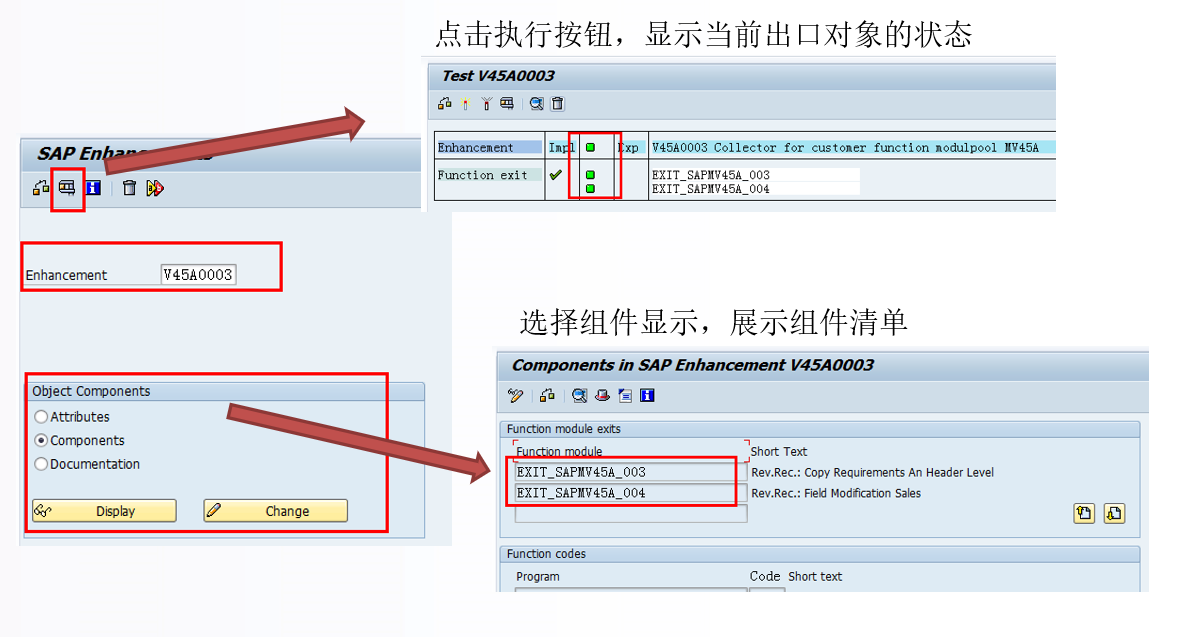 点击执行按钮，显示当前出口对象的状态
Test V45A0003
Enhancement Impl Exp V45A0003 Collector for customer function modulpool MV45A
Function exit EXIT_SAPMV45A_003
EXIT_SAPMV45A_004
SAP
Enhancement V45A0003
Object Components
Attributes
Components
Documentation
Display Change
选择组件显示，展示组件清单
Components in SAP Enhancement V45A0003
Function module exits
Function module Short Text
EXIT_SAPMV45A_003 Rev.Rec.: Copy Requirements An Header Level
EXIT_SAPMV45A_004 Rev.Rec.: Field Modification Sales
Function codes
Program Code Short text